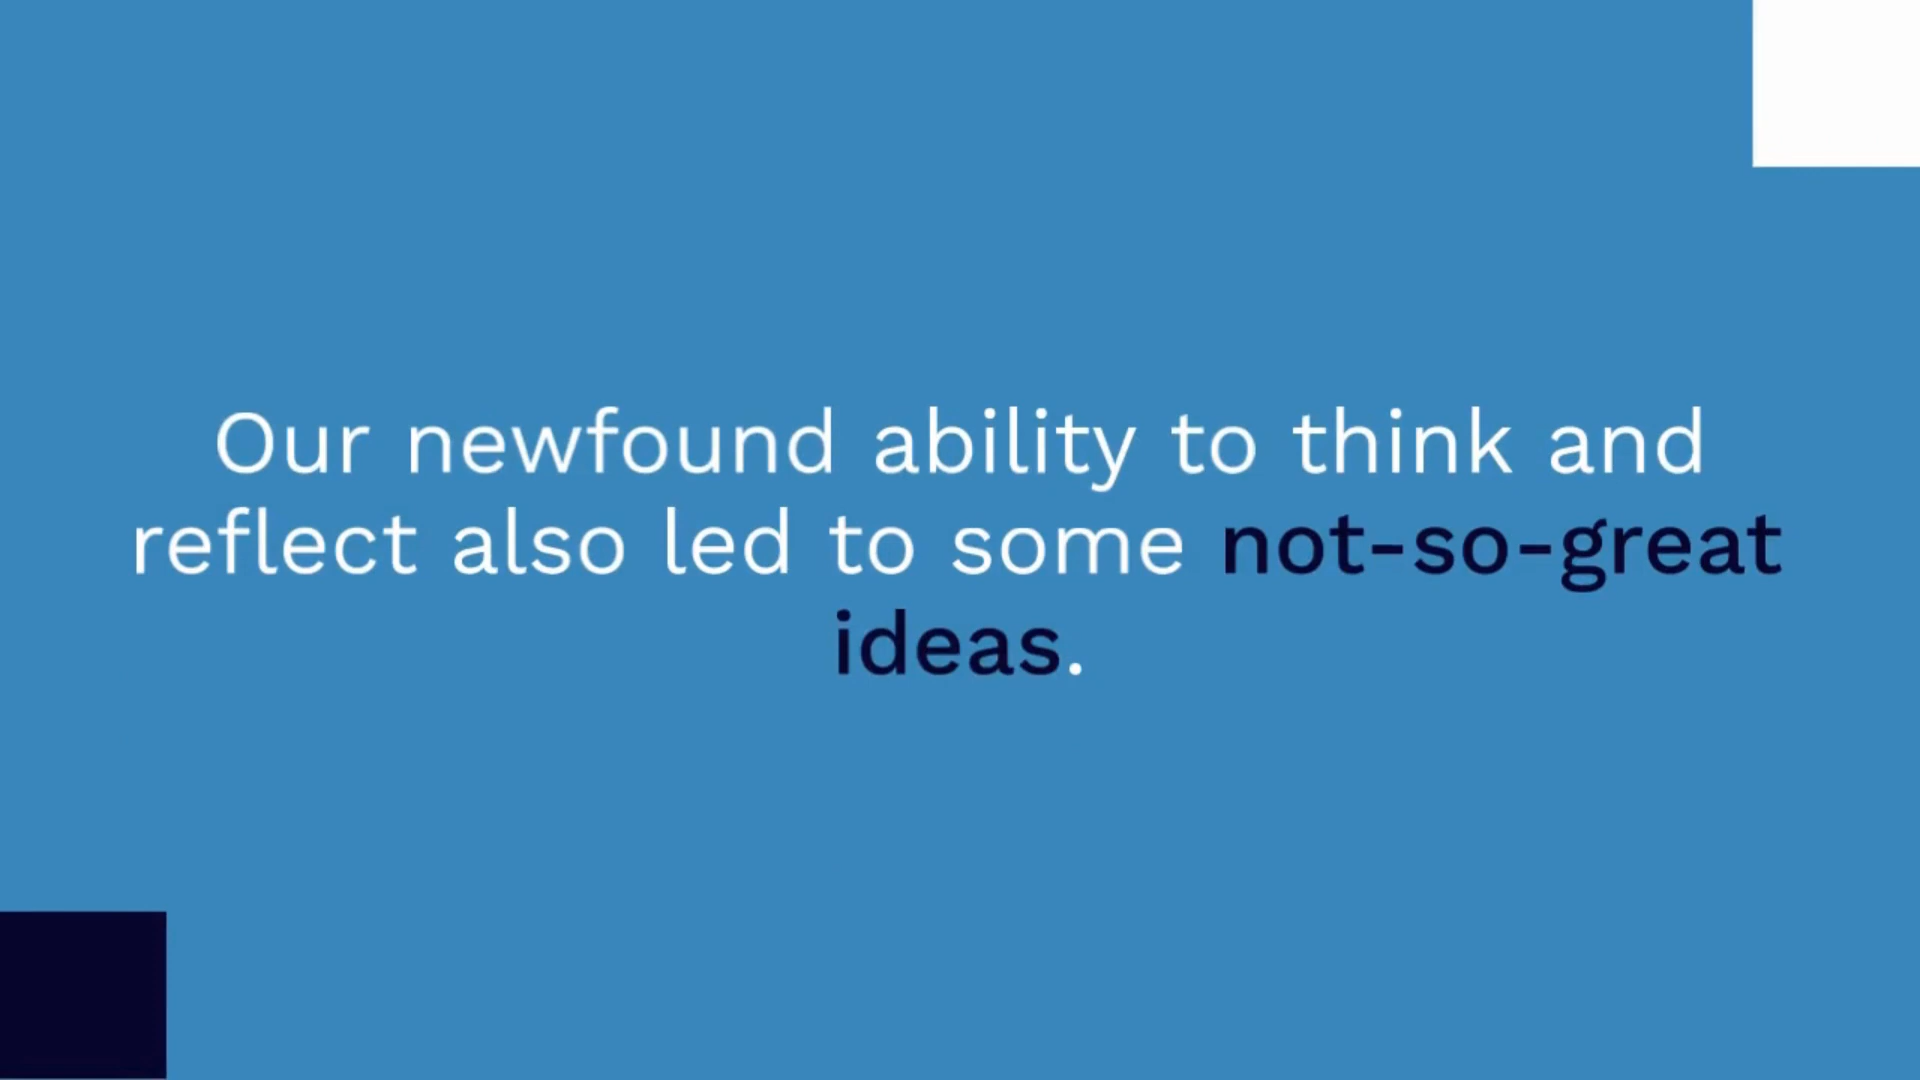 Our newfound ability to think and
reflect also led to some not-so-great
ideas.